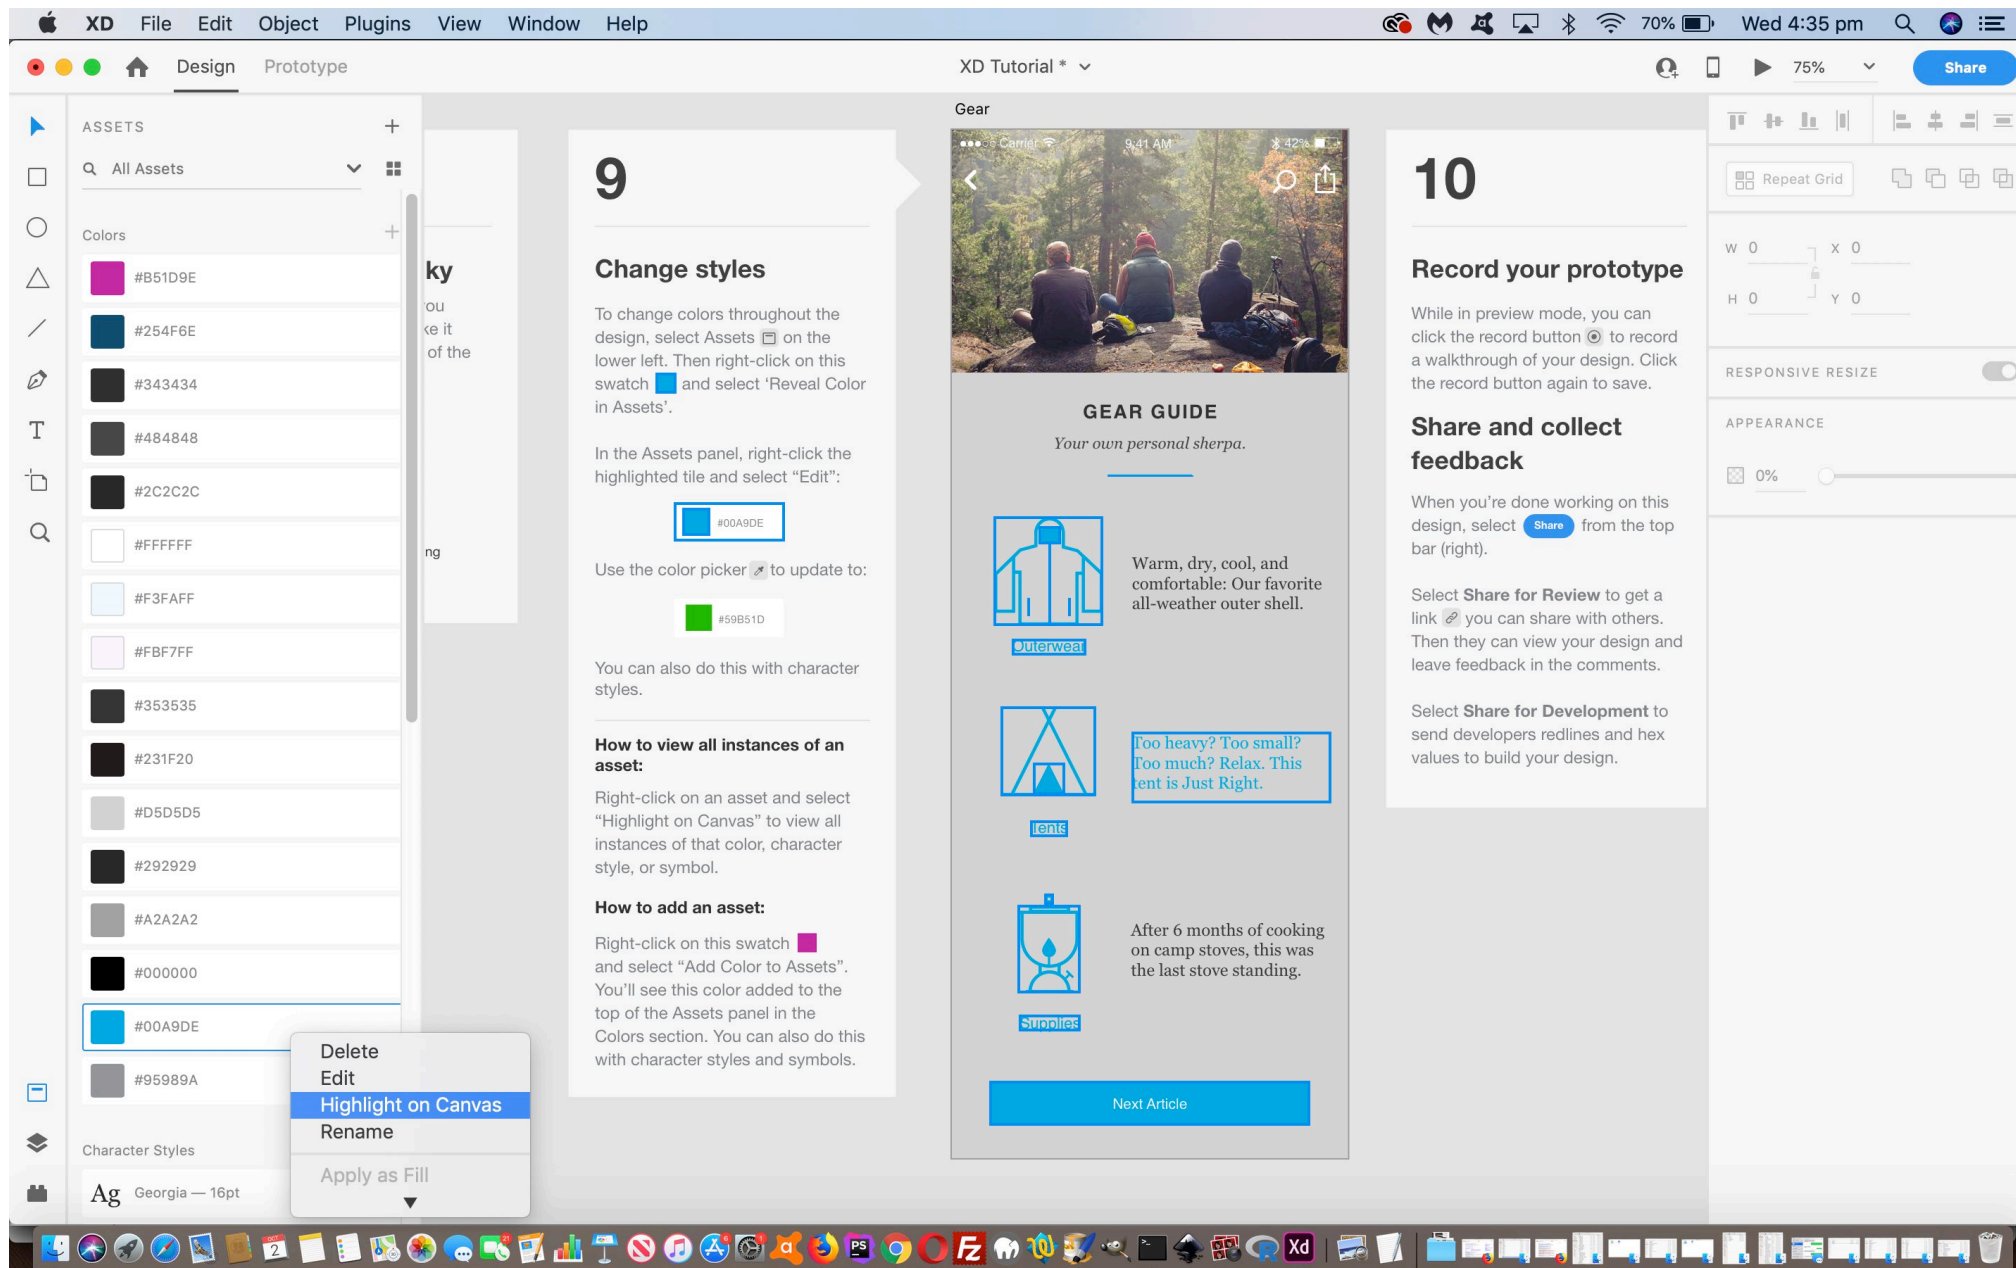 XD File Edit Object Plugins View Window Help 70% Wed 4:35 pm
Design Prototype XD Tutorial * 75% Share
ASSETS
All Assets
Colors
#B51D9E
#254F6E
#343434
#484848
#2C2C2C
#FFFFFF
#F3FAFF
#FBF7FF
#353535
#231F20
#D5D5D5
#292929
#A2A2A2
#000000
#00A9DE
#95989A
Character Styles
Ag Georgia — 16pt
Delete
Edit
Highlight on Canvas
Rename
Apply as Fill
ky
ou
ke it
of the
ng
9
Change styles
To change colors throughout the
design, select Assets on the
lower left. Then right-click on this
swatch and select ‘Reveal Color
in Assets’.
In the Assets panel, right-click the
highlighted tile and select “Edit”:
#00A9DE
Use the color picker to update to:
#59B51D
You can also do this with character
styles.
How to view all instances of an
asset:
Right-click on an asset and select
“Highlight on Canvas” to view all
instances of that color, character
style, or symbol.
How to add an asset:
Right-click on this swatch
and select “Add Color to Assets”.
You’ll see this color added to the
top of the Assets panel in the
Colors section. You can also do this
with character styles and symbols.
Gear
Carrier 9:41 AM 42%
GEAR GUIDE
Your own personal sherpa.
Warm, dry, cool, and
comfortable: Our favorite
all-weather outer shell.
Outerwear
Too heavy? Too small?
Too much? Relax. This
tent is Just Right.
Tents
After 6 months of cooking
on camp stoves, this was
the last stove standing.
Supplies
Next Article
10
Record your prototype
While in preview mode, you can
click the record button to record
a walkthrough of your design. Click
the record button again to save.
Share and collect
feedback
When you’re done working on this
design, select Share from the top
bar (right).
Select Share for Review to get a
link you can share with others.
Then they can view your design and
leave feedback in the comments.
Select Share for Development to
send developers redlines and hex
values to build your design.
Repeat Grid
W 0 X 0
H 0 Y 0
RESPONSIVE RESIZE
APPEARANCE
0%
OCT
2
21
6
1
PS
Fz
R
Xd